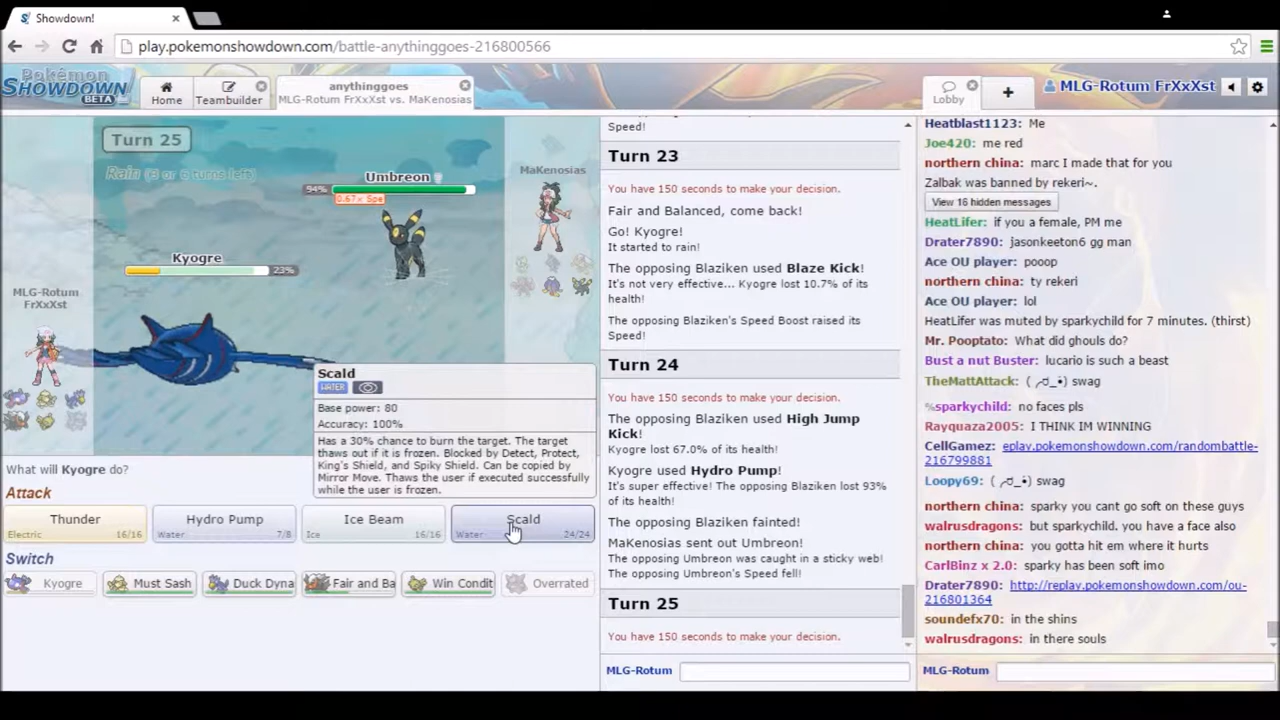 Showdown!
play.pokemonshowdown.com/battle-anythinggoes-216800566
Pokémon
SHOWDOWN
BETA
Home
Teambuilder
anythinggoes
MLG-Rotum FrXxXst vs. MaKenosias
Lobby
MLG-Rotum FrXxXst
Turn 25
Umbreon
94%
0.67x Spe
MaKenosias
Kyogre
23%
MLG-Rotum
FrXxXst
Scald
WATER
Base power: 80
Accuracy: 100%
Has a 30% chance to burn the target. The target
thaws out if it is frozen. Blocked by Detect, Protect,
King's Shield, and Spiky Shield. Can be copied by
Mirror Move. Thaws the user if executed successfully
while the user is frozen.
What will Kyogre do?
Attack
Thunder
Electric 16/16
Hydro Pump
Water 7/8
Ice Beam
Ice 16/16
Scald
Water 24/24
Switch
Kyogre
Must Sash
Duck Dyna
Fair and Ba
Win Condit
Overrated
Speed!
Turn 23
You have 150 seconds to make your decision.
Fair and Balanced, come back!
Go! Kyogre!
It started to rain!
The opposing Blaziken used Blaze Kick!
It's not very effective... Kyogre lost 10.7% of its
health!
The opposing Blaziken's Speed Boost raised its
Speed!
Turn 24
You have 150 seconds to make your decision.
The opposing Blaziken used High Jump
Kick!
Kyogre lost 67.0% of its health!
Kyogre used Hydro Pump!
It's super effective! The opposing Blaziken lost 93%
of its health!
The opposing Blaziken fainted!
MaKenosias sent out Umbreon!
The opposing Umbreon was caught in a sticky web!
The opposing Umbreon's Speed fell!
Turn 25
You have 150 seconds to make your decision.
MLG-Rotum
Heatblast1123: Me
Joe420: me red
northern china: marc I made that for you
Zalbak was banned by rekeri~.
View 16 hidden messages
HeatLifer: if you a female, PM me
Drater7890: jasonkeeton6 gg man
Ace OU player: pooop
northern china: ty rekeri
Ace OU player: lol
HeatLifer was muted by sparkychild for 7 minutes. (thirst)
Mr. Pooptato: What did ghouls do?
Bust a nut Buster: lucario is such a beast
TheMattAttack: swag
%sparkychild: no faces pls
Rayquaza2005: I THINK IM WINNING
CellGamez: eplay.pokemonshowdown.com/randombattle-
216799881
Loopy69: swag
northern china: sparky you cant go soft on these guys
walrusdragons: but sparkychild. you have a face also
northern china: you gotta hit em where it hurts
CarlBinz x 2.0: sparky has been soft imo
Drater7890: http://replay.pokemonshowdown.com/ou-
216801364
soundefx70: in the shins
walrusdragons: in there souls
MLG-Rotum